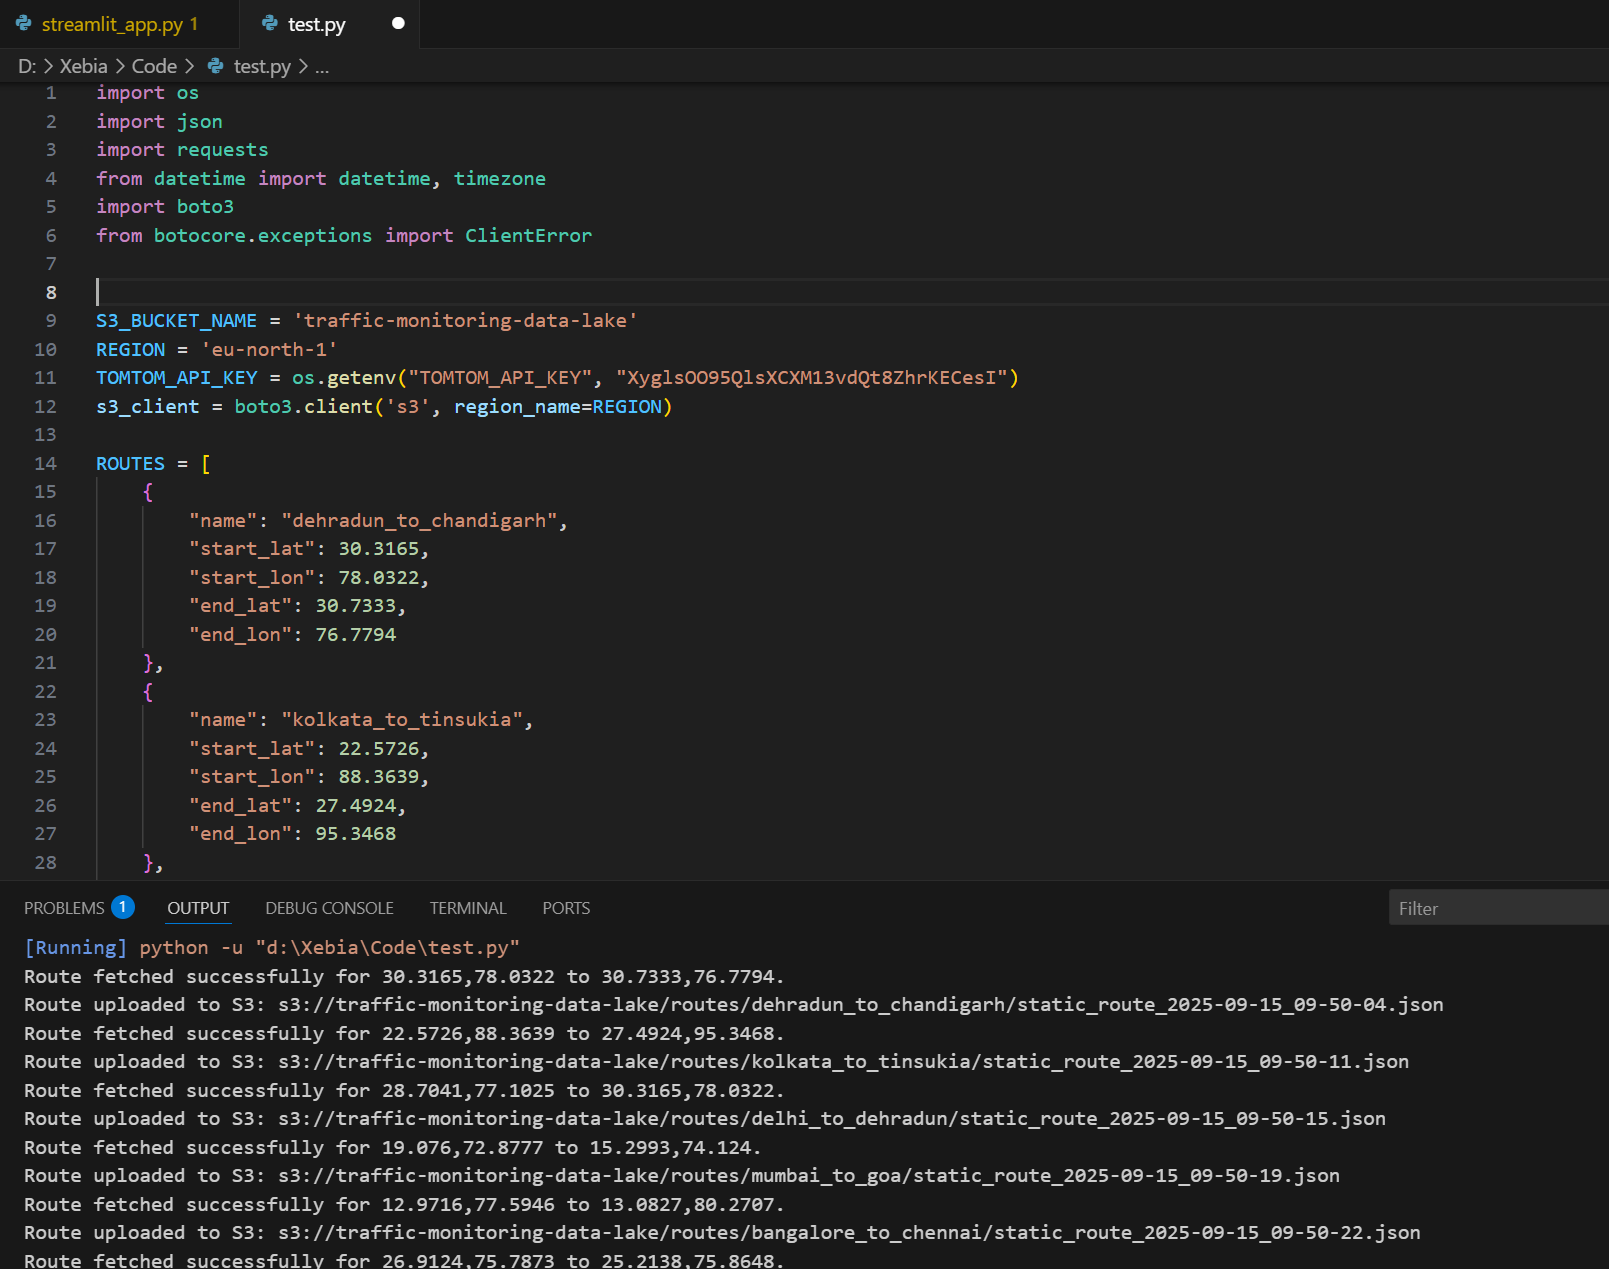 streamlit_app.py 1
test.py
D: > Xebia > Code > test.py > ...
1 import os
2 import json
3 import requests
4 from datetime import datetime, timezone
5 import boto3
6 from botocore.exceptions import ClientError
7
8
9 S3_BUCKET_NAME = 'traffic-monitoring-data-lake'
10 REGION = 'eu-north-1'
11 TOMTOM_API_KEY = os.getenv("TOMTOM_API_KEY", "XyglsOO95QlsXCXM13vdQt8ZhrKECesI")
12 s3_client = boto3.client('s3', region_name=REGION)
13
14 ROUTES = [
15     {
16         "name": "dehradun_to_chandigarh",
17         "start_lat": 30.3165,
18         "start_lon": 78.0322,
19         "end_lat": 30.7333,
20         "end_lon": 76.7794
21     },
22     {
23         "name": "kolkata_to_tinsukia",
24         "start_lat": 22.5726,
25         "start_lon": 88.3639,
26         "end_lat": 27.4924,
27         "end_lon": 95.3468
28     },
PROBLEMS 1 OUTPUT DEBUG CONSOLE TERMINAL PORTS Filter
[Running] python -u "d:\Xebia\Code\test.py"
Route fetched successfully for 30.3165,78.0322 to 30.7333,76.7794.
Route uploaded to S3: s3://traffic-monitoring-data-lake/routes/dehradun_to_chandigarh/static_route_2025-09-15_09-50-04.json
Route fetched successfully for 22.5726,88.3639 to 27.4924,95.3468.
Route uploaded to S3: s3://traffic-monitoring-data-lake/routes/kolkata_to_tinsukia/static_route_2025-09-15_09-50-11.json
Route fetched successfully for 28.7041,77.1025 to 30.3165,78.0322.
Route uploaded to S3: s3://traffic-monitoring-data-lake/routes/delhi_to_dehradun/static_route_2025-09-15_09-50-15.json
Route fetched successfully for 19.076,72.8777 to 15.2993,74.124.
Route uploaded to S3: s3://traffic-monitoring-data-lake/routes/mumbai_to_goa/static_route_2025-09-15_09-50-19.json
Route fetched successfully for 12.9716,77.5946 to 13.0827,80.2707.
Route uploaded to S3: s3://traffic-monitoring-data-lake/routes/bangalore_to_chennai/static_route_2025-09-15_09-50-22.json
Route fetched successfully for 26.9124,75.7873 to 25.2138,75.8648.